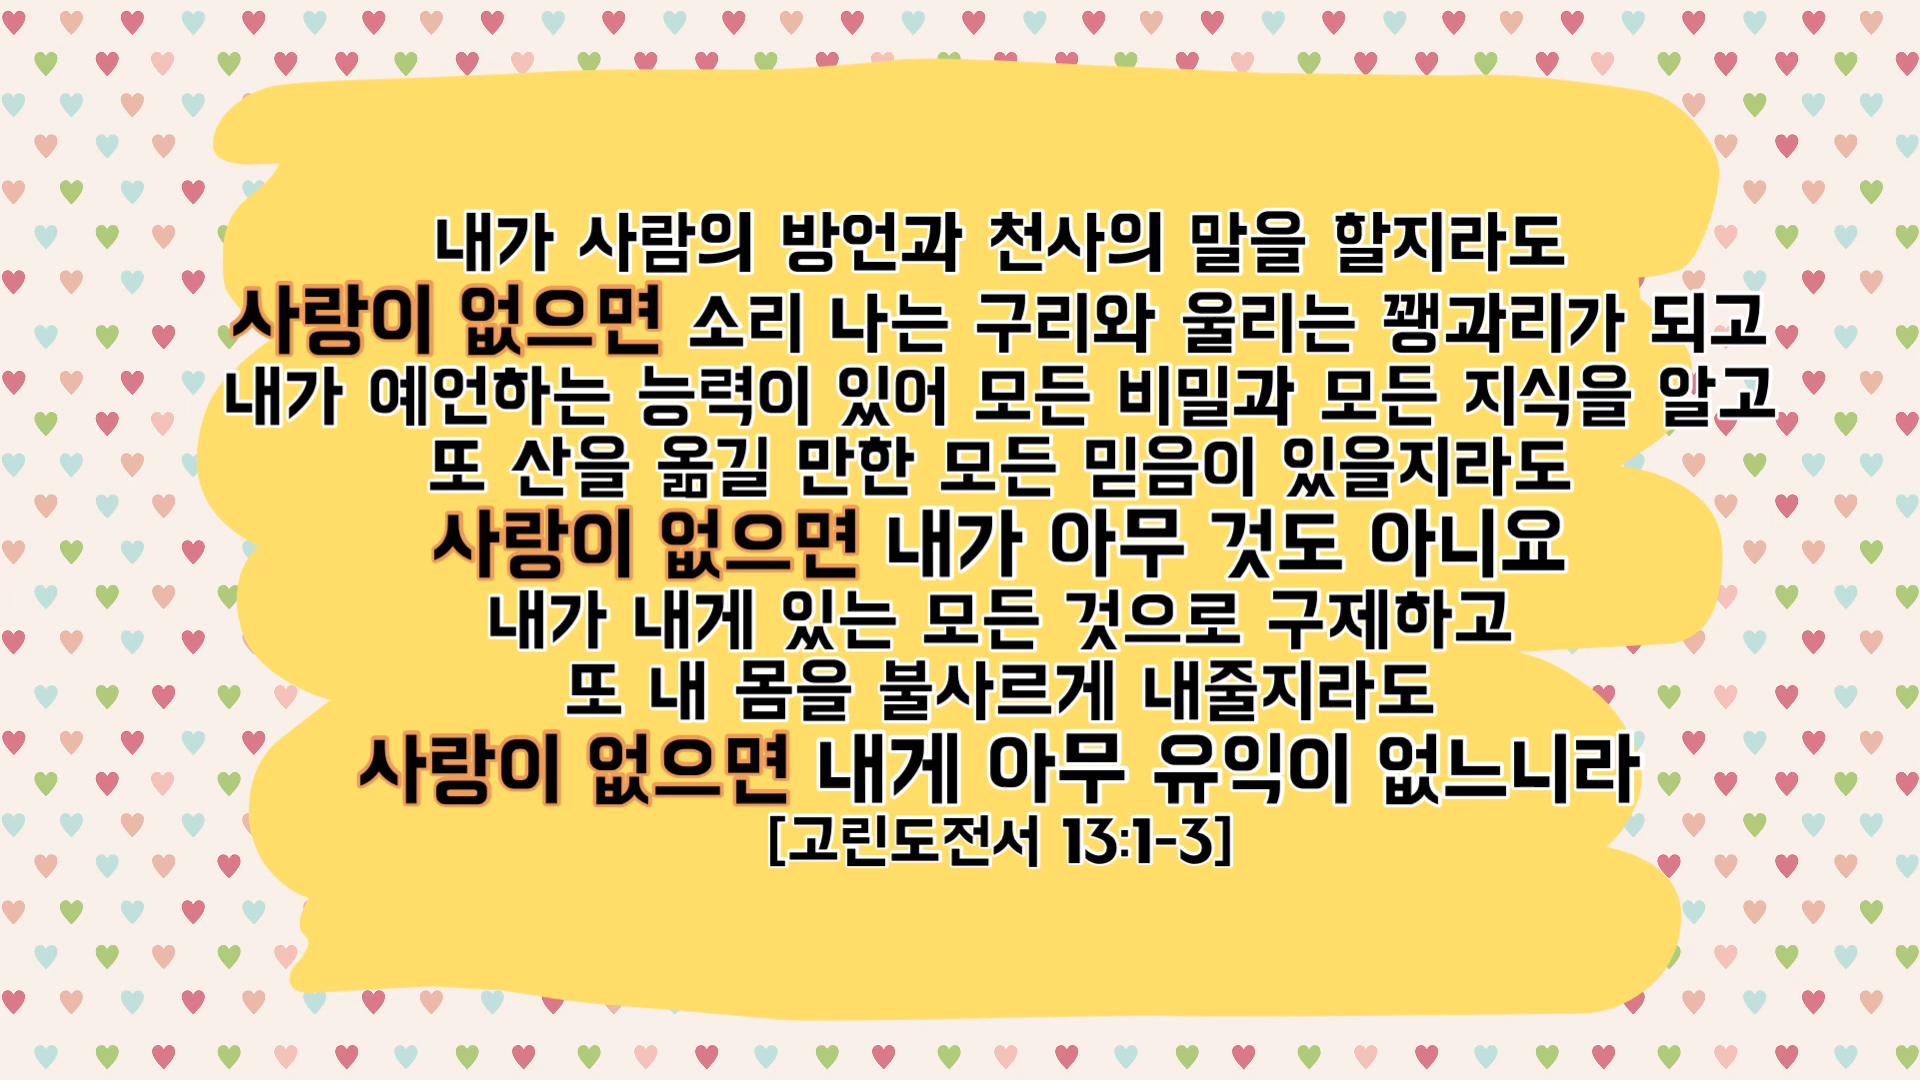 내가 사람의 방언과 천사의 말을 할지라도
사랑이 없으면 소리 나는 구리와 울리는 꽹과리가 되고
내가 예언하는 능력이 있어 모든 비밀과 모든 지식을 알고
또 산을 옮길 만한 모든 믿음이 있을지라도
사랑이 없으면 내가 아무 것도 아니요
내가 내게 있는 모든 것으로 구제하고
또 내 몸을 불사르게 내줄지라도
사랑이 없으면 내게 아무 유익이 없느니라
[고린도전서 13:1-3]